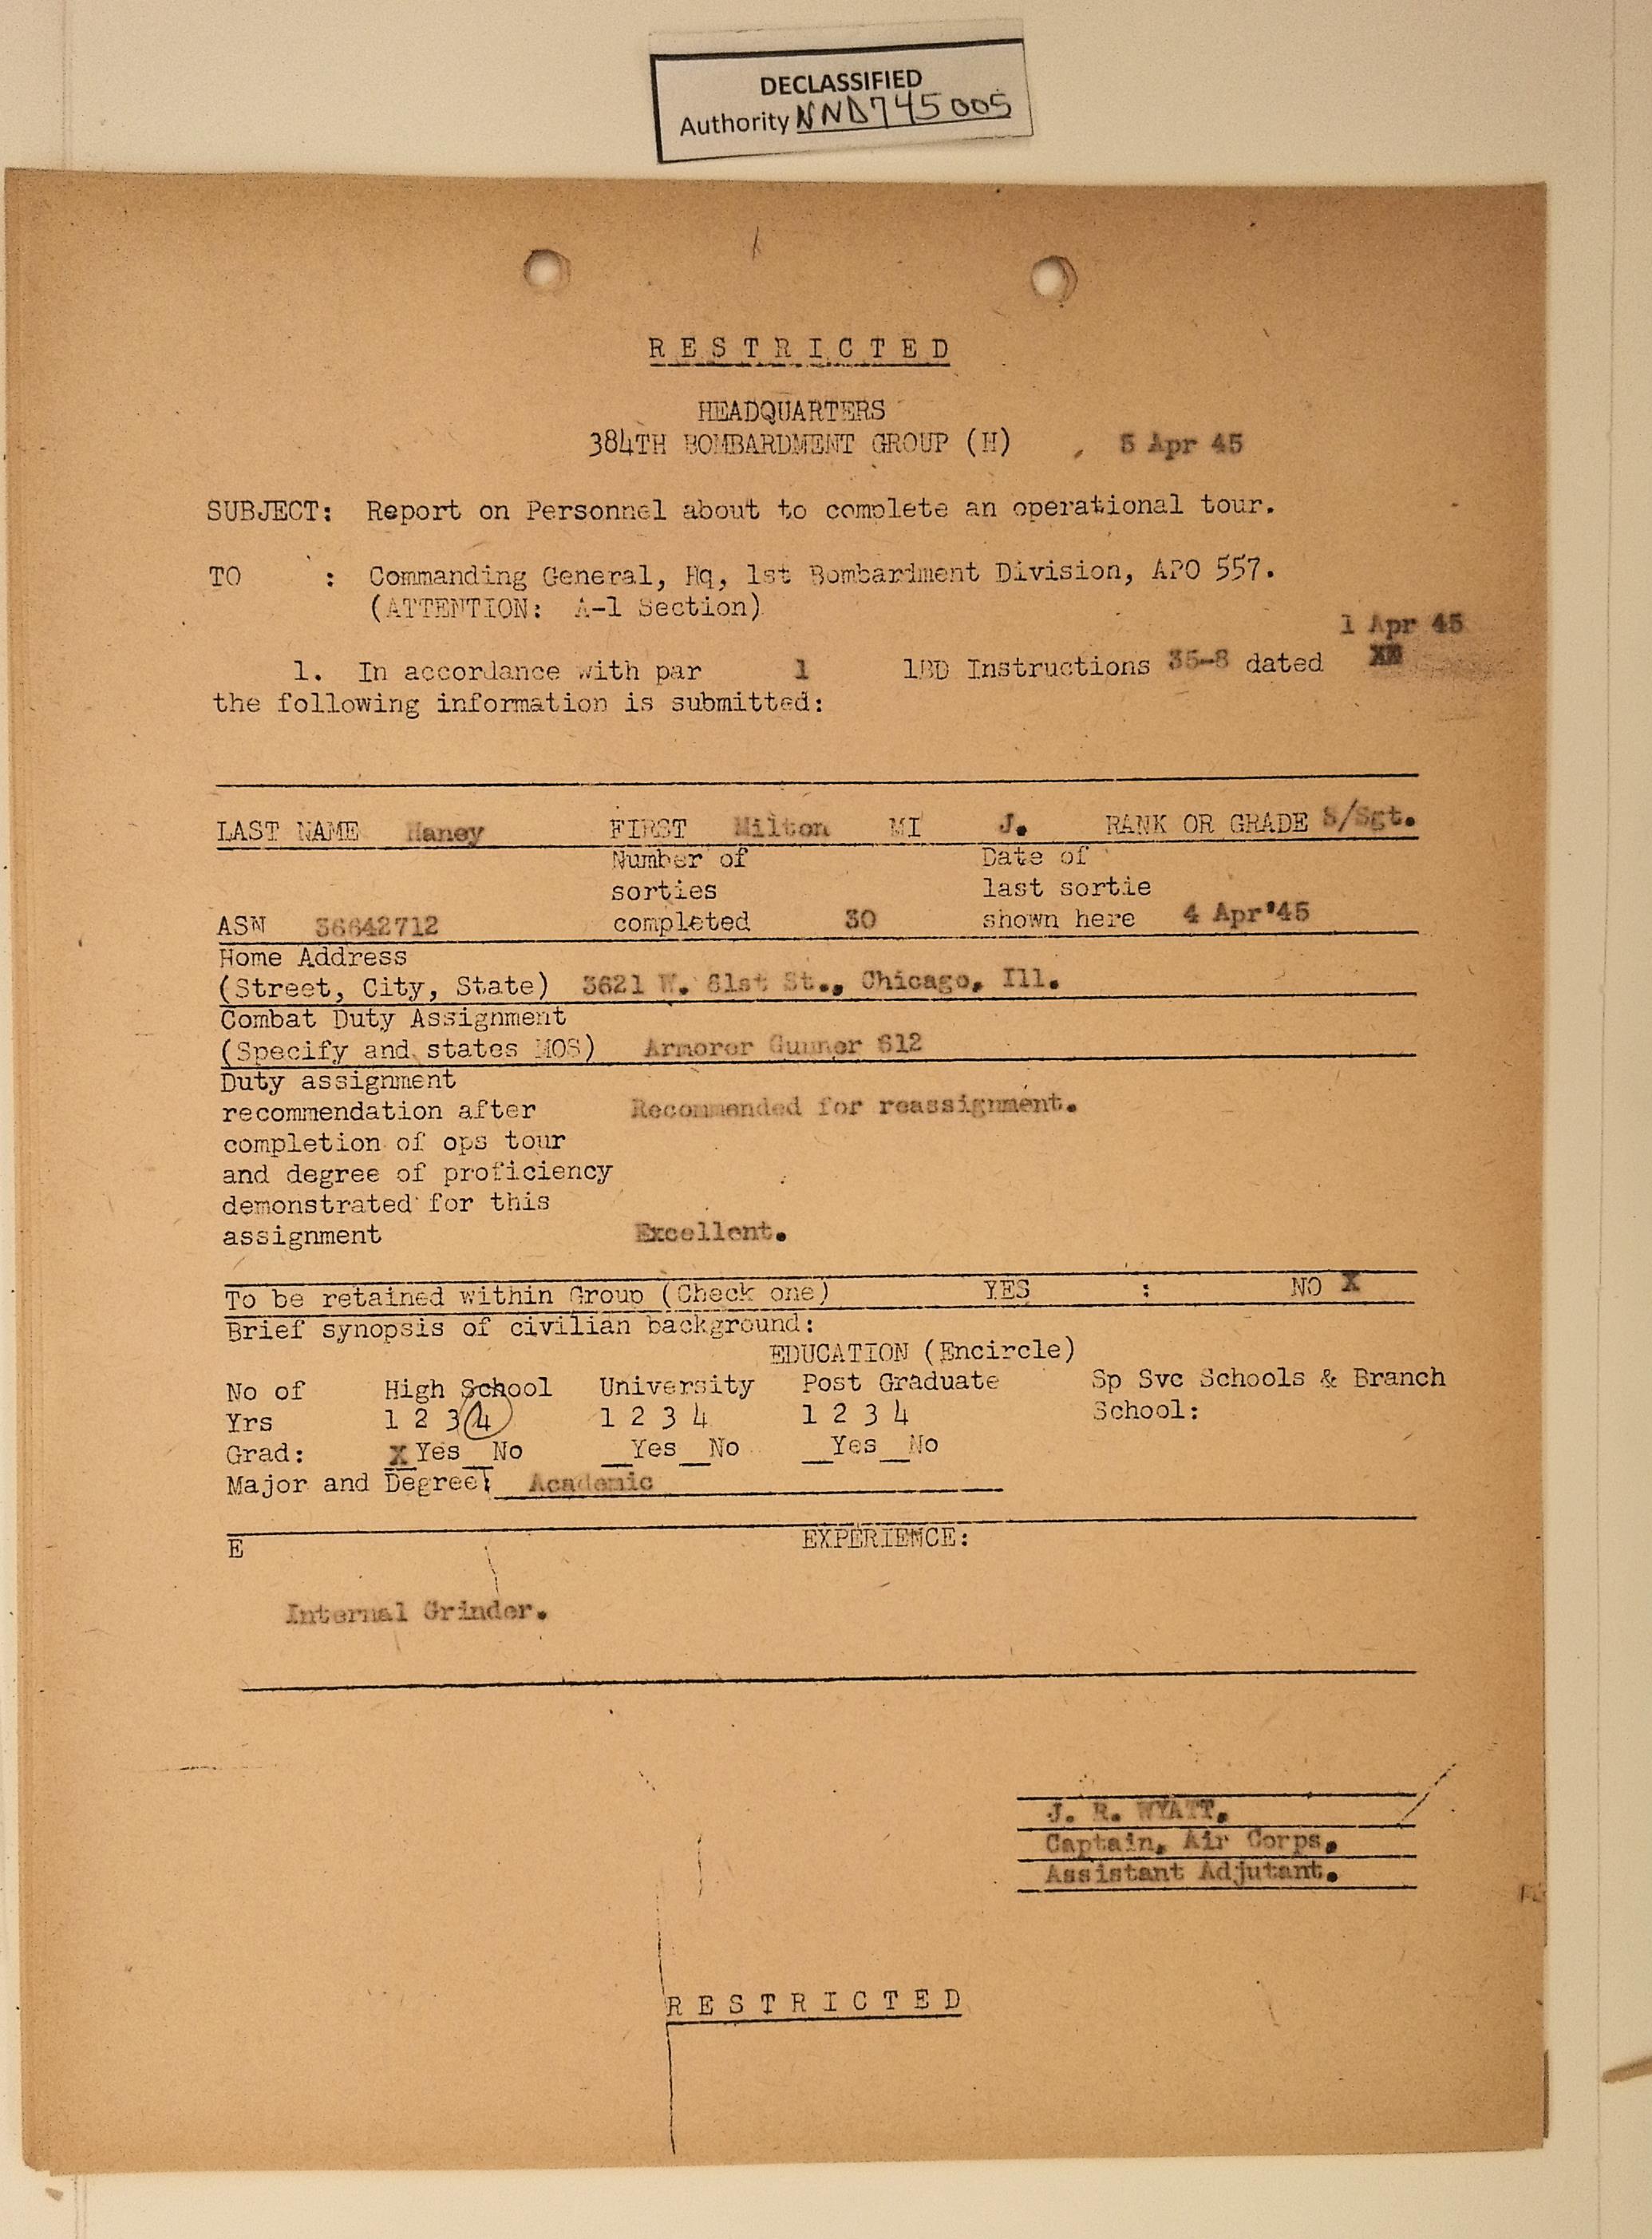 DECLASSIFIED
Authority NND745005
R E S T R I C T E D
HEADQUARTERS
384TH BOMBARDMENT GROUP (H) , 5 Apr 45
SUBJECT: Report on Personnel about to complete an operational tour.
TO : Commanding General, Hq, 1st Bombardment Division, APO 557.
(ATTENTION: A-1 Section)
1 Apr 45
1. In accordance with par 1 1BD Instructions 35-8 dated
the following information is submitted:
LAST NAME Haney FIRST Milton MI J. RANK OR GRADE S/Sgt.
Number of Date of
sorties last sortie
ASN 36642712 completed 30 shown here 4 Apr'45
Home Address
(Street, City, State) 3621 W. 61st St., Chicago, Ill.
Combat Duty Assignment
(Specify and states MOS) Armorer Gunner 612
Duty assignment
recommendation after Recommended for reassignment.
completion of ops tour
and degree of proficiency
demonstrated for this
assignment Excellent.
To be retained within Group (Check one) YES : NO X
Brief synopsis of civilian background:
EDUCATION (Encircle)
No of High School University Post Graduate Sp Svc Schools & Branch
Yrs 1 2 3 4 1 2 3 4 1 2 3 4 School:
Grad: X Yes__No __Yes__No __Yes__No
Major and Degree: Academic
E EXPERIENCE:
Internal Grinder.
J. R. WYATT,
Captain, Air Corps,
Assistant Adjutant.
R E S T R I C T E D